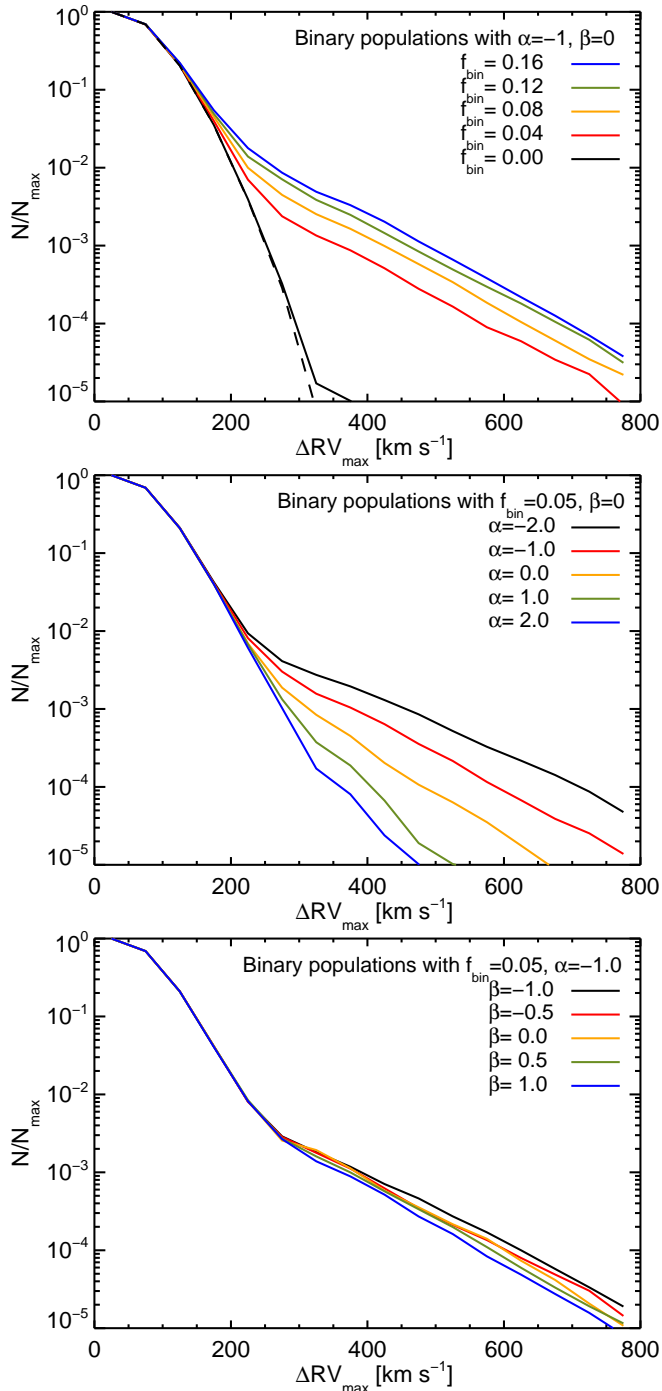 Binary populations with α=−1, β=0
f_bin= 0.16
f_bin= 0.12
f_bin= 0.08
f_bin= 0.04
f_bin= 0.00
10^0
10^−1
10^−2
10^−3
10^−4
10^−5
N/N_max
0 200 400 600 800
ΔRV_max [km s^−1]
Binary populations with f_bin=0.05, β=0
α=−2.0
α=−1.0
α= 0.0
α= 1.0
α= 2.0
10^0
10^−1
10^−2
10^−3
10^−4
10^−5
N/N_max
0 200 400 600 800
ΔRV_max [km s^−1]
Binary populations with f_bin=0.05, α=−1.0
β=−1.0
β=−0.5
β= 0.0
β= 0.5
β= 1.0
10^0
10^−1
10^−2
10^−3
10^−4
10^−5
N/N_max
0 200 400 600 800
ΔRV_max [km s^−1]